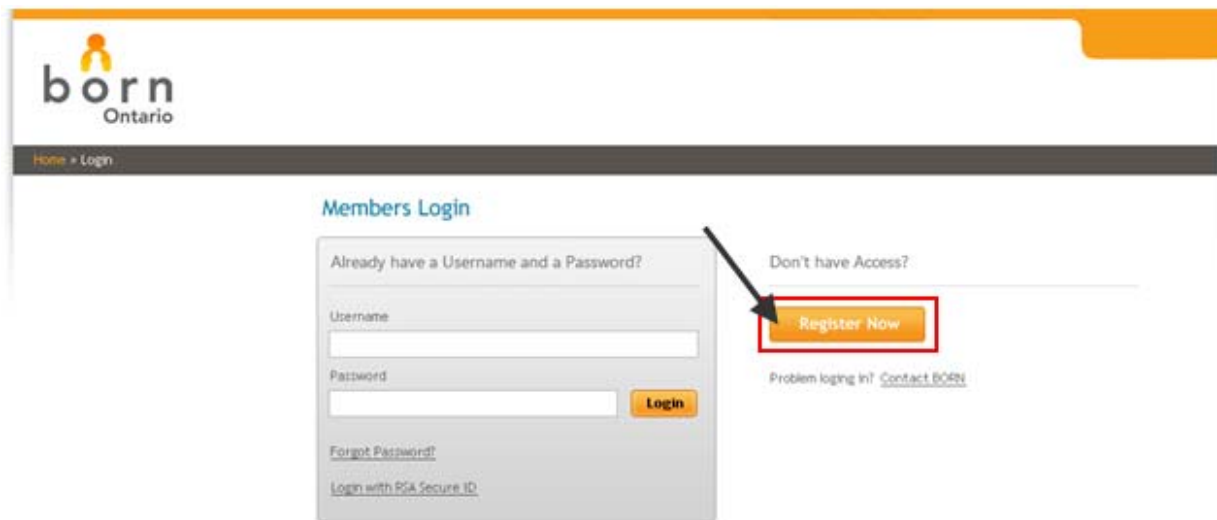 born
Ontario
Home » Login
Members Login
Already have a Username and a Password?
Username
Password
Login
Forgot Password?
Login with RSA Secure ID
Don't have Access?
Register Now
Problem loging in? Contact BORN